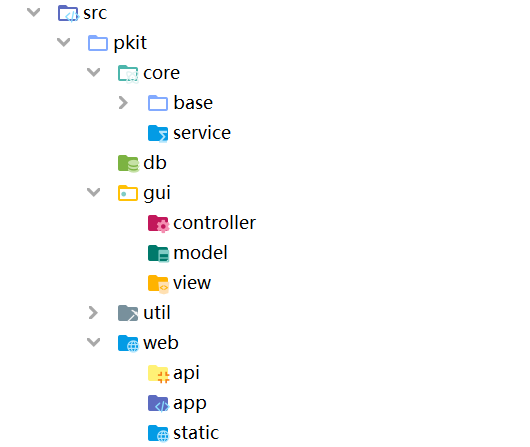 src
pkit
core
base
service
db
gui
controller
model
view
util
web
api
app
static